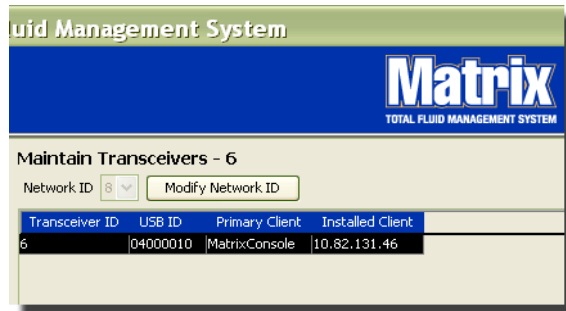 luid Management System
Matrix
TOTAL FLUID MANAGEMENT SYSTEM
Maintain Transceivers - 6
Network ID 8 Modify Network ID
Transceiver ID USB ID Primary Client Installed Client
6 04000010 MatrixConsole 10.82.131.46